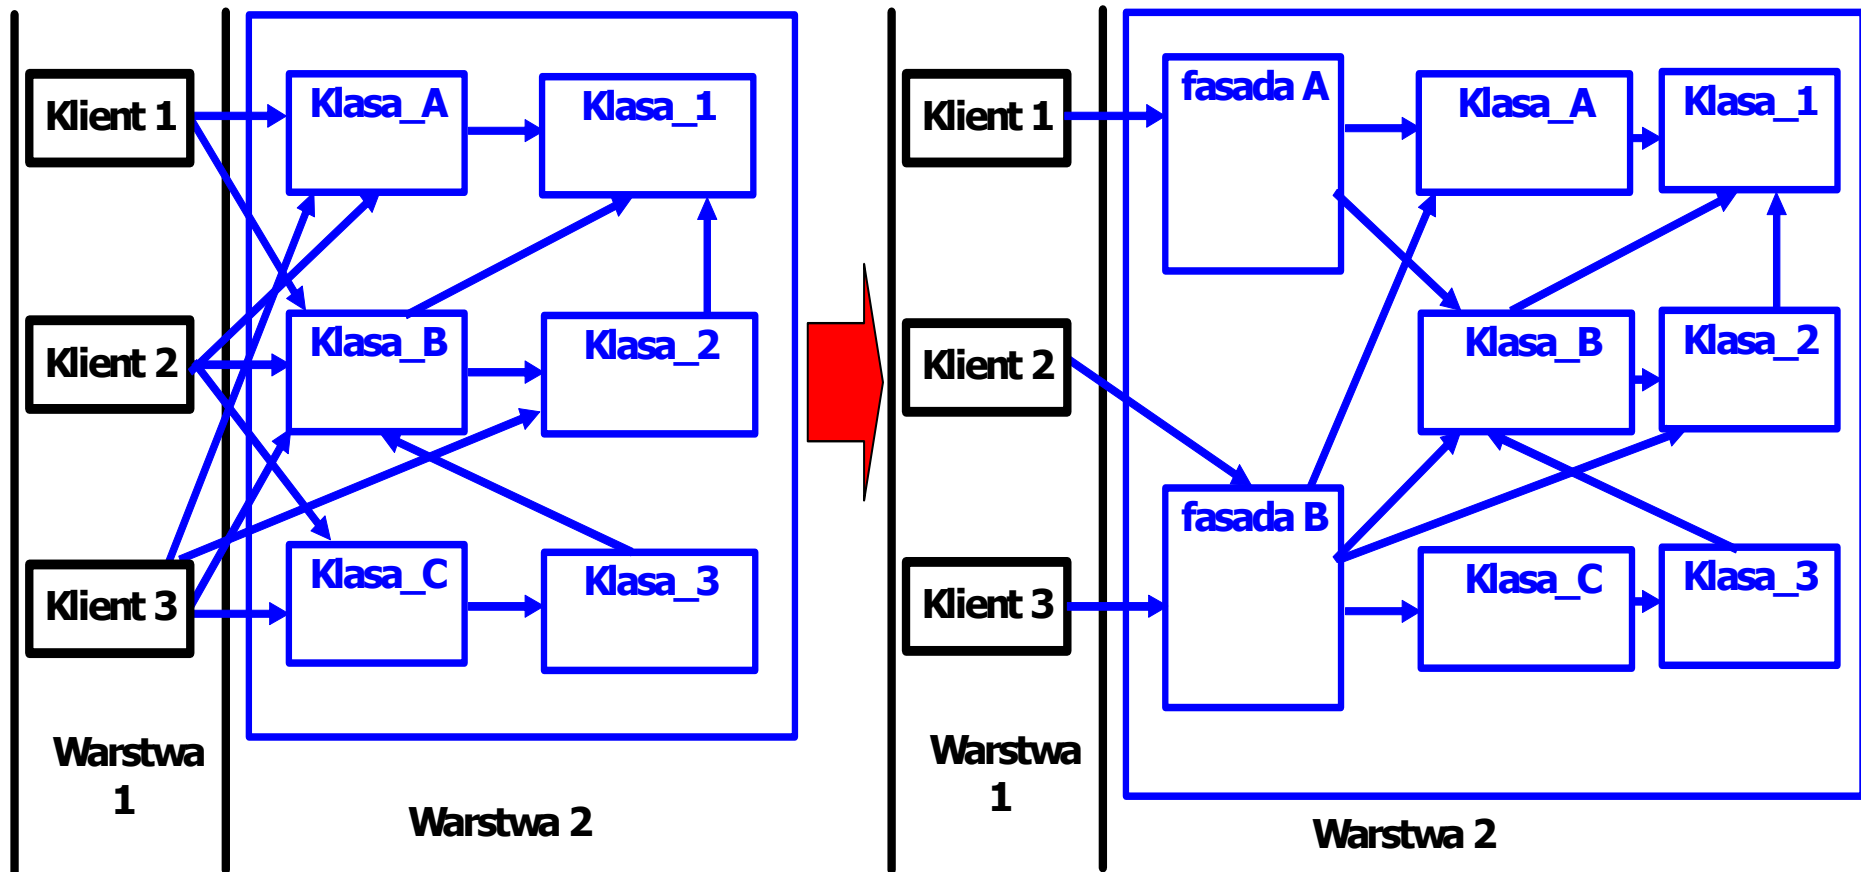 Klient 1
Klasa_A
Klasa_1
Klient 2
Klasa_B
Klasa_2
Klient 3
Klasa_C
Klasa_3
Warstwa
1
Warstwa 2
Klient 1
fasada A
Klasa_A
Klasa_1
Klient 2
Klasa_B
Klasa_2
Klient 3
fasada B
Klasa_C
Klasa_3
Warstwa
1
Warstwa 2